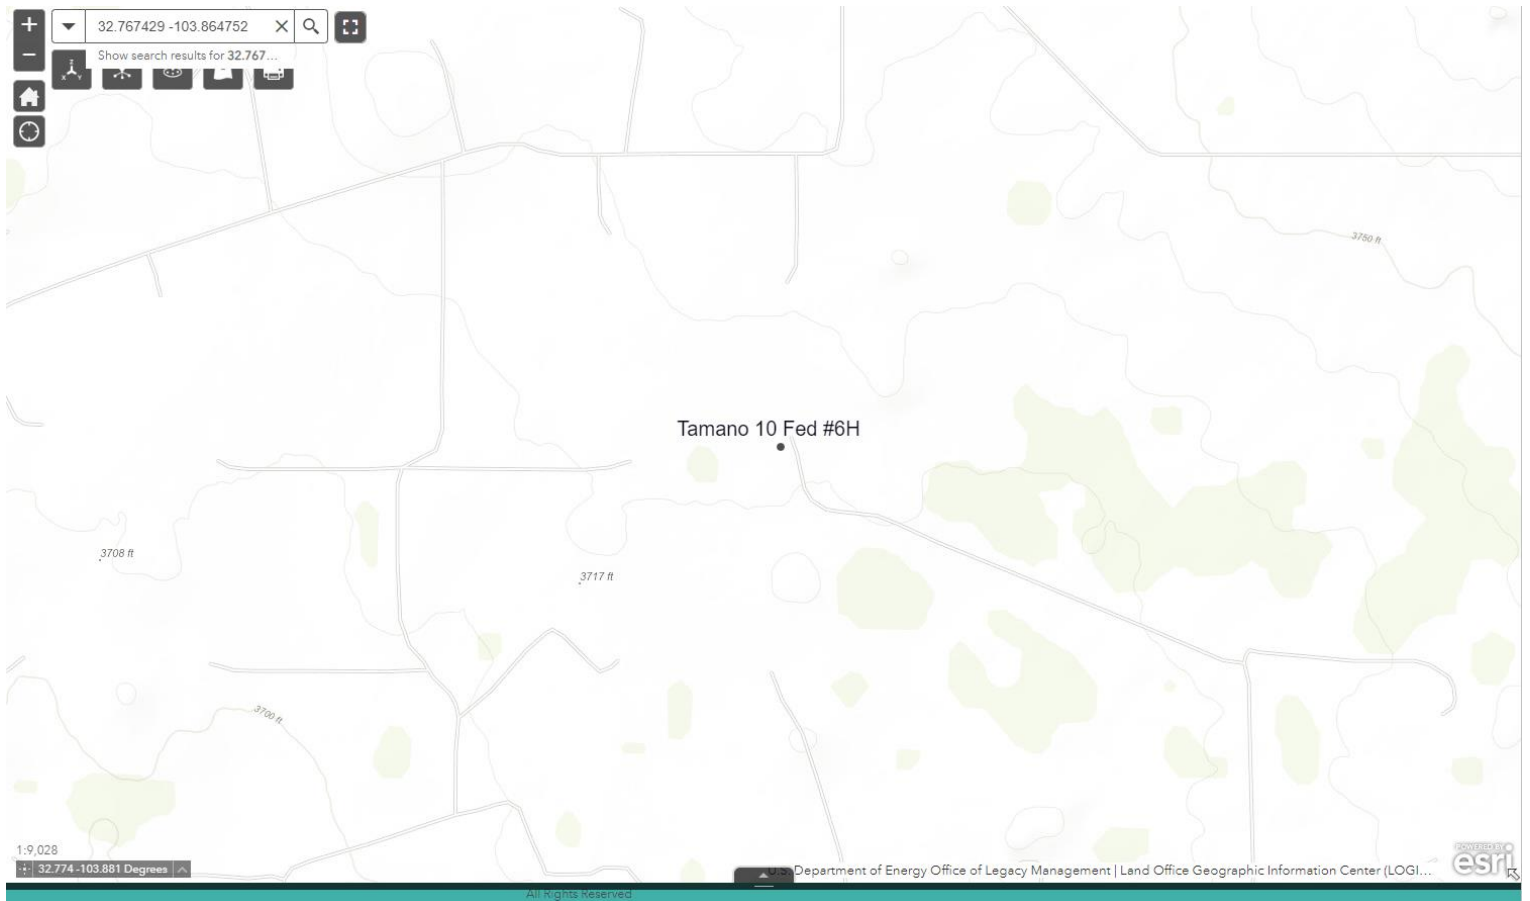 +
32.767429 -103.864752
−
Show search results for 32.767...
Z
X Y
3750 ft
Tamano 10 Fed #6H
3708 ft
3717 ft
3700 ft
1:9,028
32.774 -103.881 Degrees
U.S. Department of Energy Office of Legacy Management | Land Office Geographic Information Center (LOGI...
POWERED BY
esri
All Rights Reserved